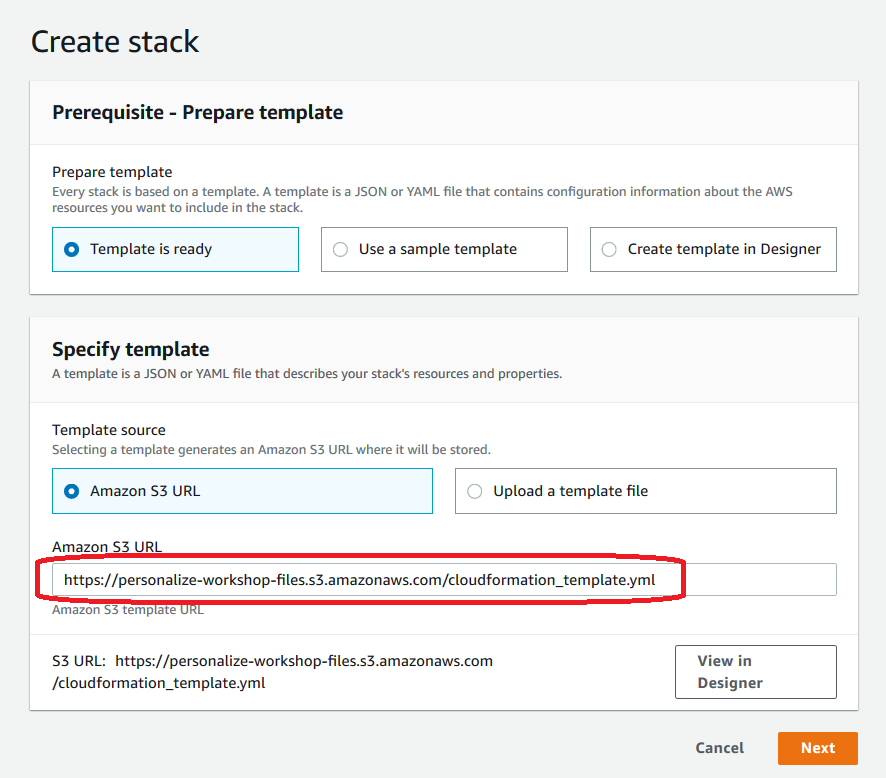 Create stack
Prerequisite - Prepare template
Prepare template
Every stack is based on a template. A template is a JSON or YAML file that contains configuration information about the AWS
resources you want to include in the stack.
Template is ready
Use a sample template
Create template in Designer
Specify template
A template is a JSON or YAML file that describes your stack's resources and properties.
Template source
Selecting a template generates an Amazon S3 URL where it will be stored.
Amazon S3 URL
Upload a template file
Amazon S3 URL
https://personalize-workshop-files.s3.amazonaws.com/cloudformation_template.yml
Amazon S3 template URL
S3 URL: https://personalize-workshop-files.s3.amazonaws.com
/cloudformation_template.yml
View in
Designer
Cancel
Next